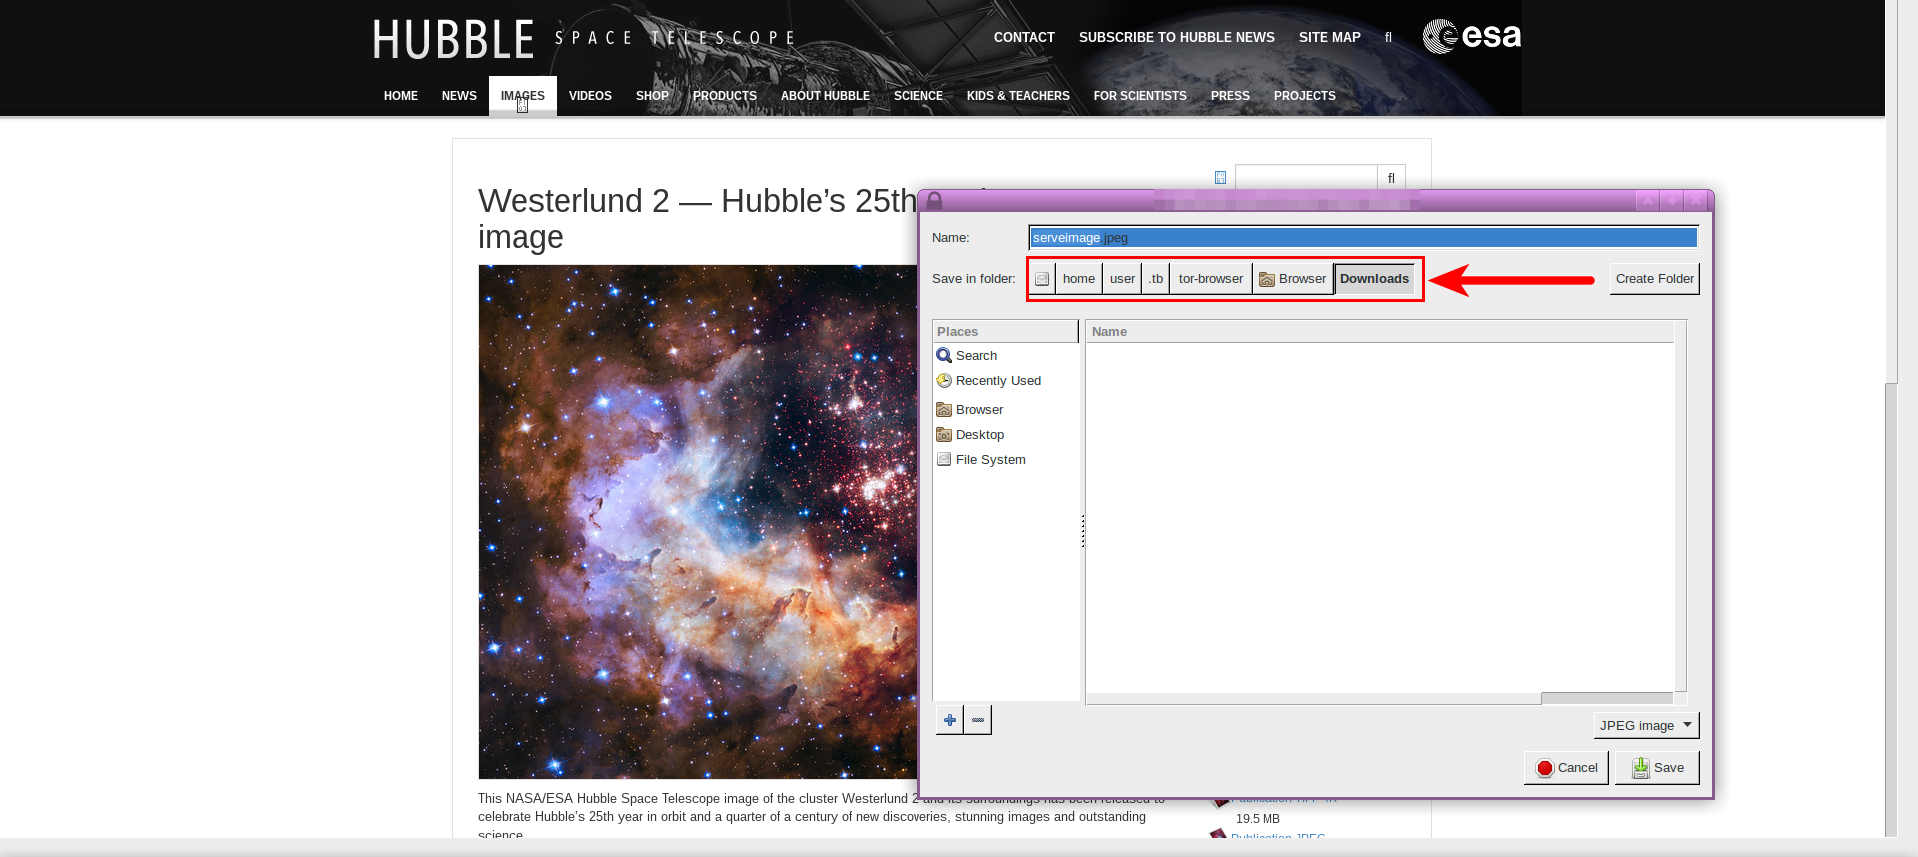 HUBBLE SPACE TELESCOPE
CONTACT SUBSCRIBE TO HUBBLE NEWS SITE MAP fl
esa
HOME NEWS IMAGES VIDEOS SHOP PRODUCTS ABOUT HUBBLE SCIENCE KIDS & TEACHERS FOR SCIENTISTS PRESS PROJECTS
fl
Westerlund 2 — Hubble’s 25th
image
Name: serveimage.jpeg
Save in folder: home user .tb tor-browser Browser Downloads Create Folder
Places Name
Search
Recently Used
Browser
Desktop
File System
JPEG image
Cancel Save
This NASA/ESA Hubble Space Telescope image of the cluster Westerlund 2 and its surroundings has been released to
celebrate Hubble’s 25th year in orbit and a quarter of a century of new discoveries, stunning images and outstanding
science.
19.5 MB
Publication JPEG